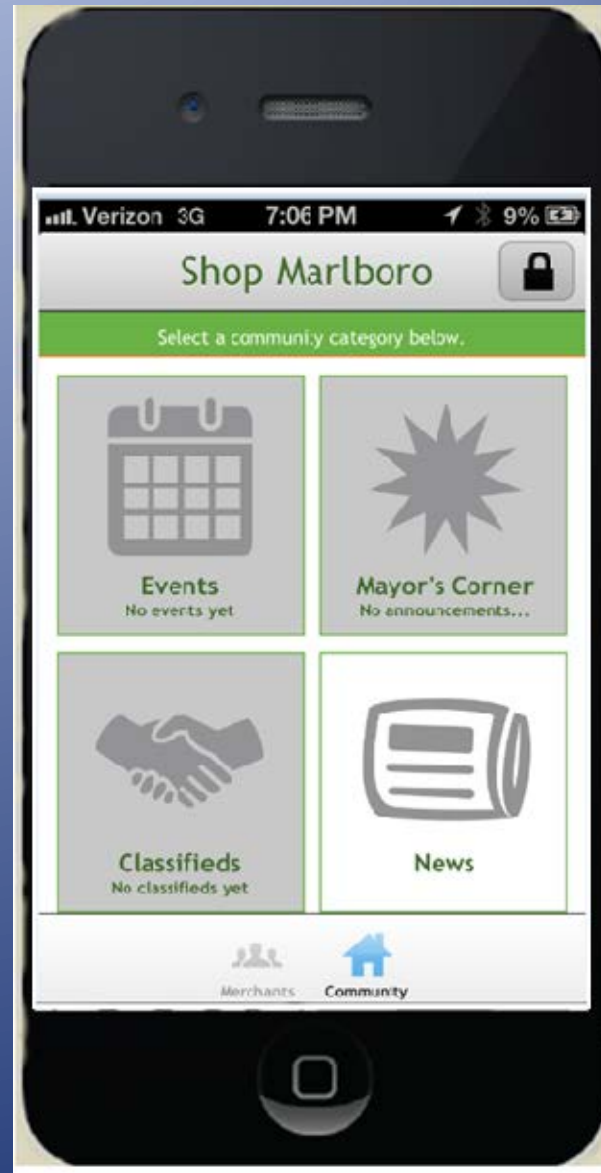 Verizon 3G 7:06 PM 9%
Shop Marlboro
Select a community category below.
Events
No events yet
Mayor's Corner
No announcements...
Classifieds
No classifieds yet
News
Merchants
Community